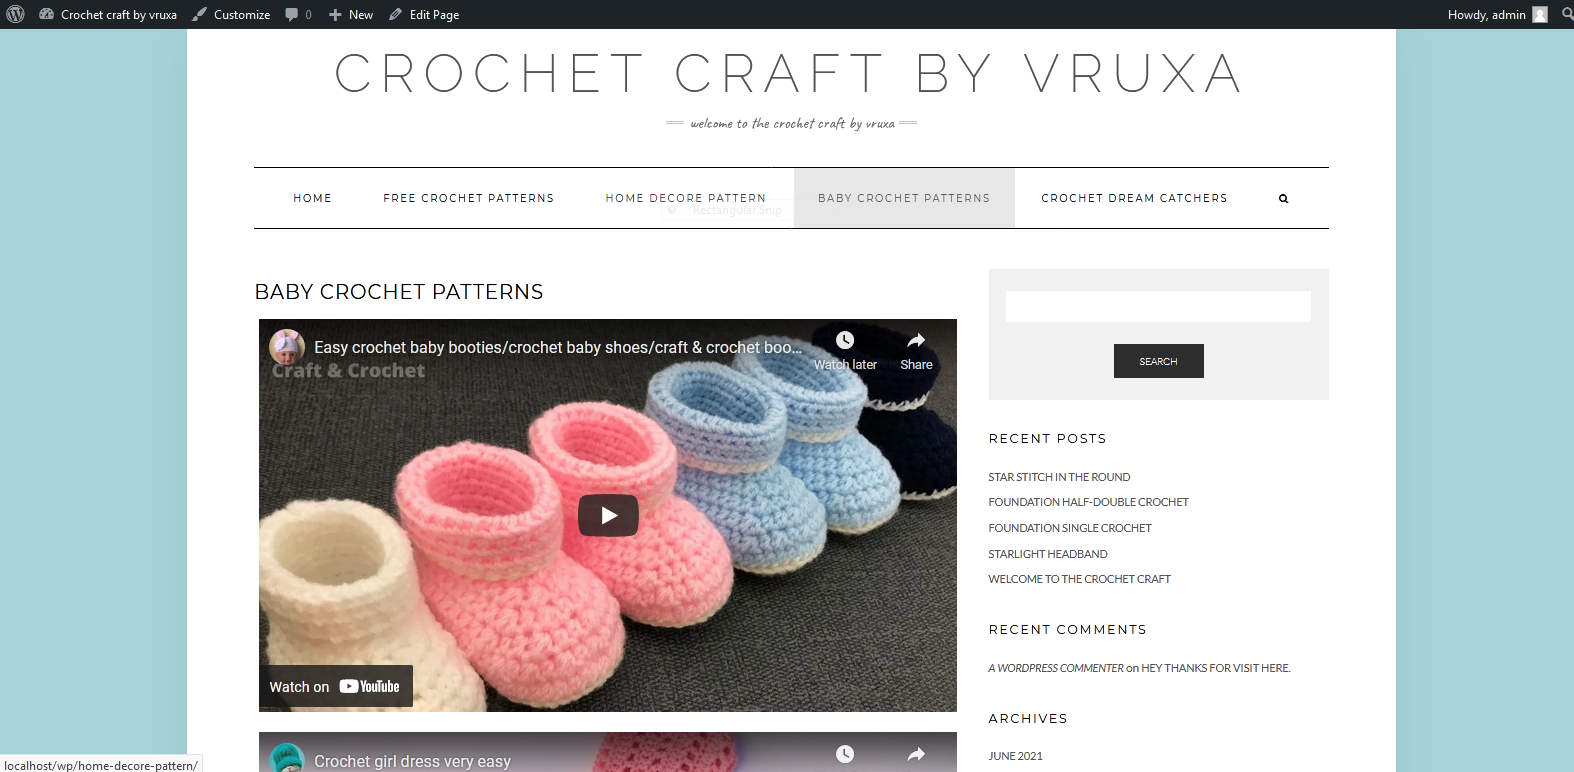 Crochet craft by vruxa Customize 0 New Edit Page Howdy, admin
CROCHET CRAFT BY VRUXA
welcome to the crochet craft by vruxa
HOME FREE CROCHET PATTERNS HOME DECORE PATTERN BABY CROCHET PATTERNS CROCHET DREAM CATCHERS
Rectangular Snip
BABY CROCHET PATTERNS
Easy crochet baby booties/crochet baby shoes/craft & crochet boo...
Watch later Share
Craft & Crochet
Watch on YouTube
Crochet girl dress very easy
SEARCH
RECENT POSTS
STAR STITCH IN THE ROUND
FOUNDATION HALF-DOUBLE CROCHET
FOUNDATION SINGLE CROCHET
STARLIGHT HEADBAND
WELCOME TO THE CROCHET CRAFT
RECENT COMMENTS
A WORDPRESS COMMENTER on HEY THANKS FOR VISIT HERE.
ARCHIVES
JUNE 2021
localhost/wp/home-decore-pattern/